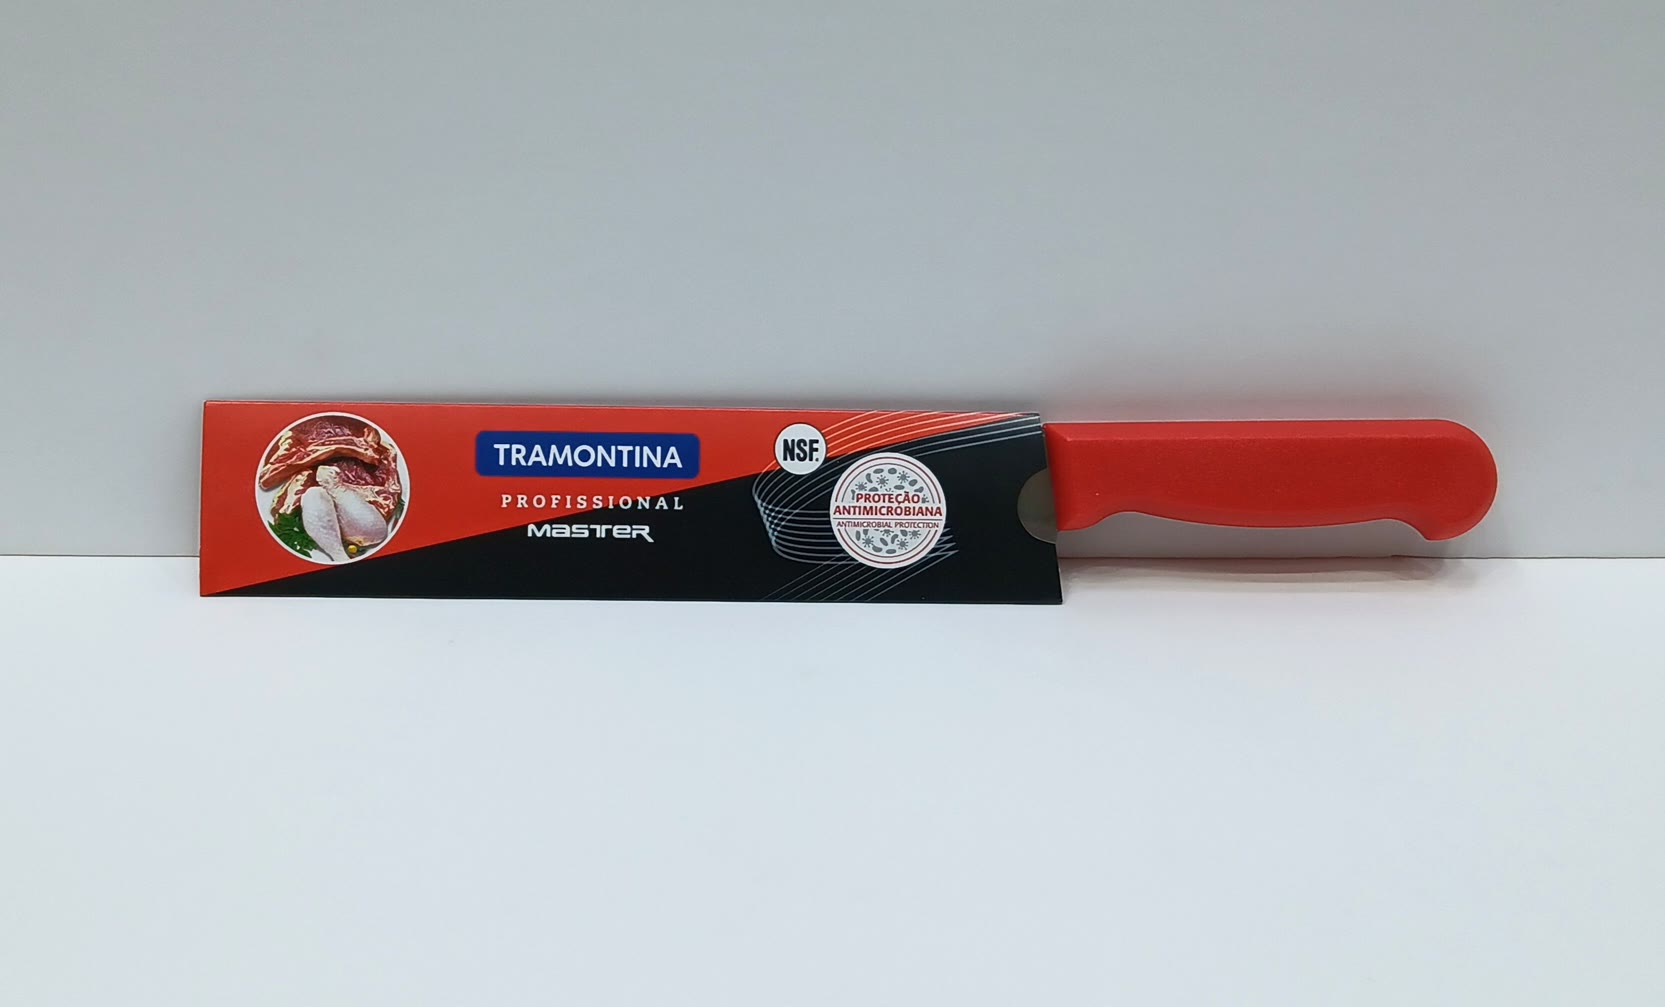 TRAMONTINA
PROFISSIONAL
MASTER
NSF.
PROTEÇÃO
ANTIMICROBIANA
ANTIMICROBIAL PROTECTION